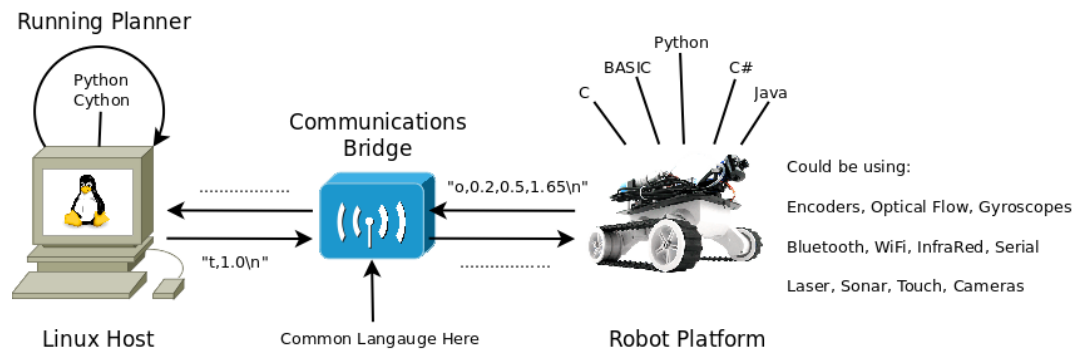 Running Planner
Python
Cython
Communications
Bridge
Python
BASIC
C#
C
Java
"o,0.2,0.5,1.65\n"
"t,1.0\n"
Could be using:
Encoders, Optical Flow, Gyroscopes
Bluetooth, WiFi, InfraRed, Serial
Laser, Sonar, Touch, Cameras
Linux Host
Common Langauge Here
Robot Platform